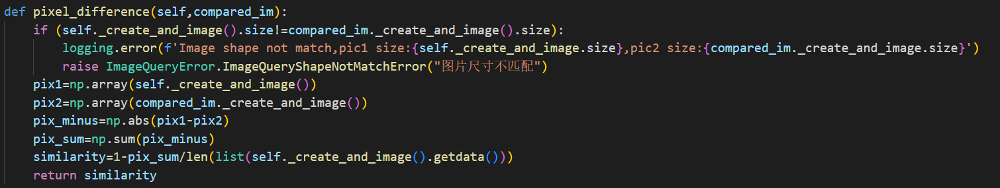 def pixel_difference(self,compared_im):
    if (self._create_and_image().size!=compared_im._create_and_image().size):
        logging.error(f'Image shape not match,pic1 size:{self._create_and_image.size},pic2 size:{compared_im._create_and_image.size}')
        raise ImageQueryError.ImageQueryShapeNotMatchError("图片尺寸不匹配")
    pix1=np.array(self._create_and_image())
    pix2=np.array(compared_im._create_and_image())
    pix_minus=np.abs(pix1-pix2)
    pix_sum=np.sum(pix_minus)
    similarity=1-pix_sum/len(list(self._create_and_image().getdata()))
    return similarity